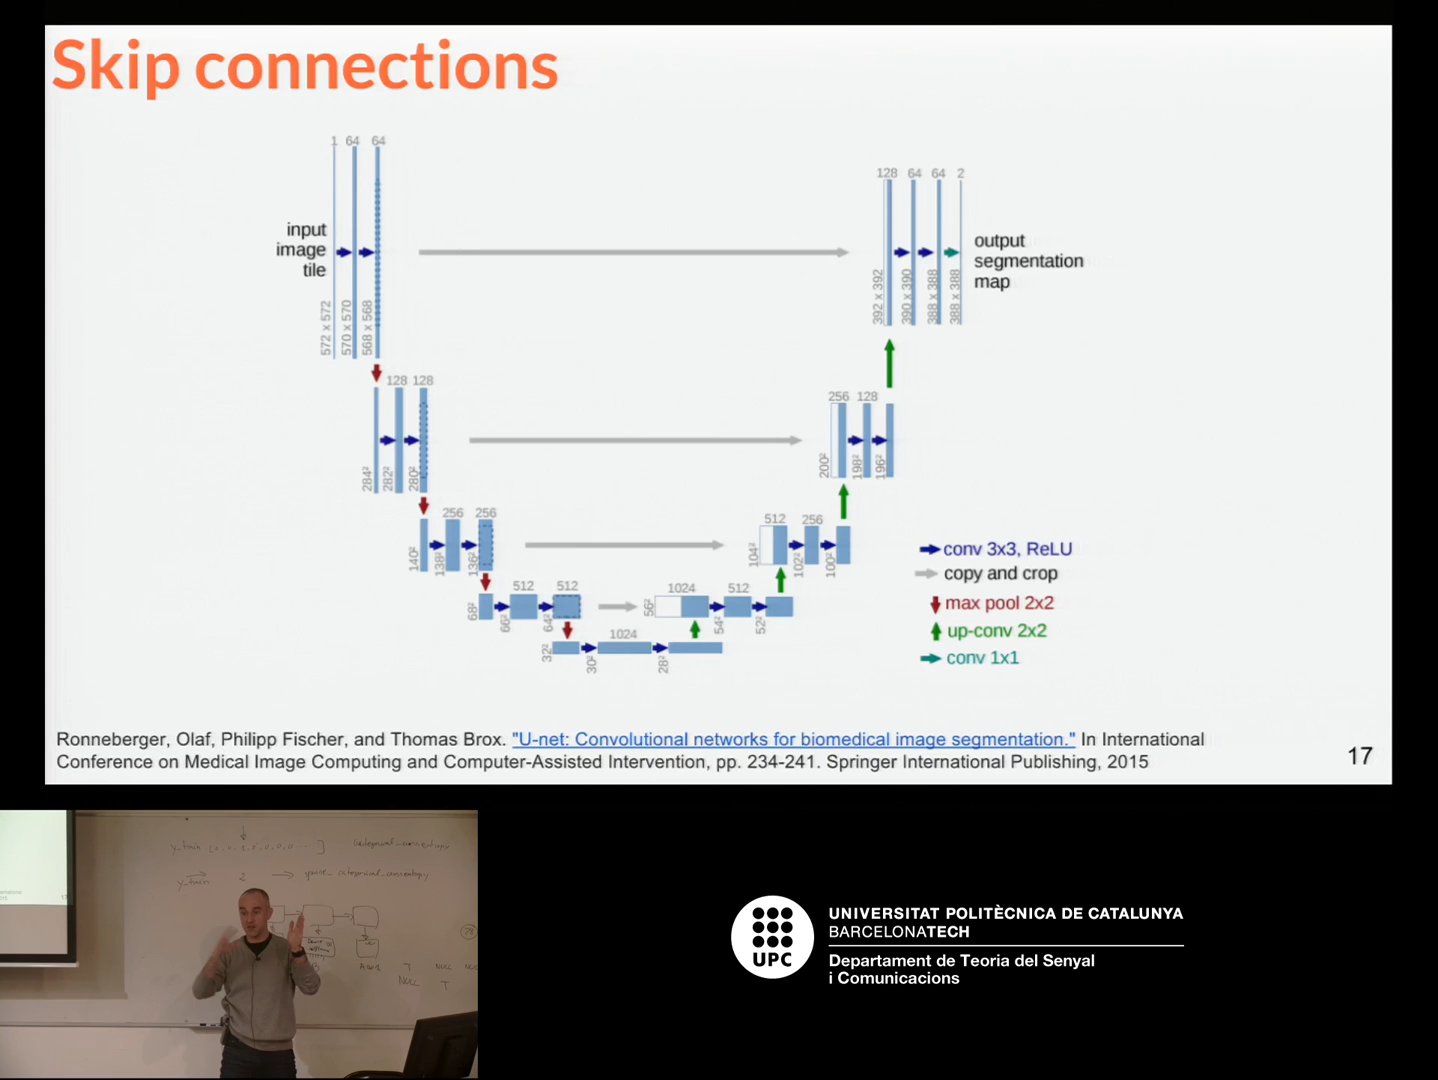 Skip connections
1 64 64
128 64 64 2
input
image
tile
output
segmentation
map
572 x 572
570 x 570
568 x 568
392 x 392
390 x 390
388 x 388
388 x 388
128 128
256 128
284²
282²
280²
200²
198²
196²
256 256
512 256
140²
138²
136²
104²
102²
100²
512 512
1024 512
68²
66²
64²
56²
54²
52²
1024
32²
30²
28²
conv 3x3, ReLU
copy and crop
max pool 2x2
up-conv 2x2
conv 1x1
Ronneberger, Olaf, Philipp Fischer, and Thomas Brox. "U-net: Convolutional networks for biomedical image segmentation." In International
Conference on Medical Image Computing and Computer-Assisted Intervention, pp. 234-241. Springer International Publishing, 2015
17
y_train
y_train 2
UPC
UNIVERSITAT POLITÈCNICA DE CATALUNYA
BARCELONATECH
Departament de Teoria del Senyal
i Comunicacions